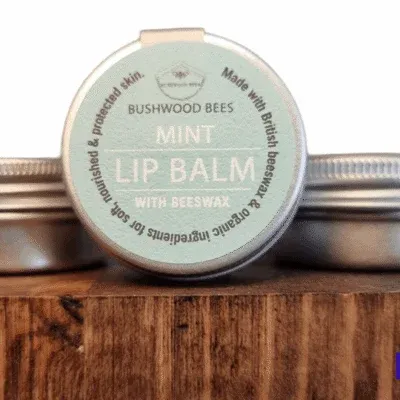 BUSHWOOD BEES
MINT
LIP BALM
WITH BEESWAX
Made with British beeswax & organic ingredients for soft, nourished & protected skin.